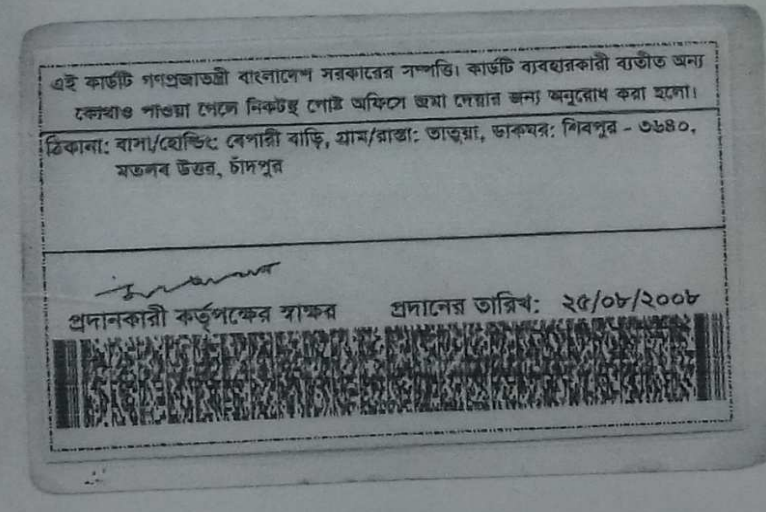 এই কার্ডটি গণপ্রজাতন্ত্রী বাংলাদেশ সরকারের সম্পত্তি। কার্ডটি ব্যবহারকারী ব্যতীত অন্য
কোথাও পাওয়া গেলে নিকটস্থ পোষ্ট অফিসে জমা দেবার জন্য অনুরোধ করা হলো।
ঠিকানা: বাসা/হোল্ডিং: বেপারী বাড়ি, গ্রাম/রাস্তা: তাতুয়া, ডাকঘর: শিবপুর - ৩৬৪০,
মতলব উত্তর, চাঁদপুর
প্রদানকারী কর্তৃপক্ষের স্বাক্ষর প্রদানের তারিখ: ২৫/০৮/২০০৮